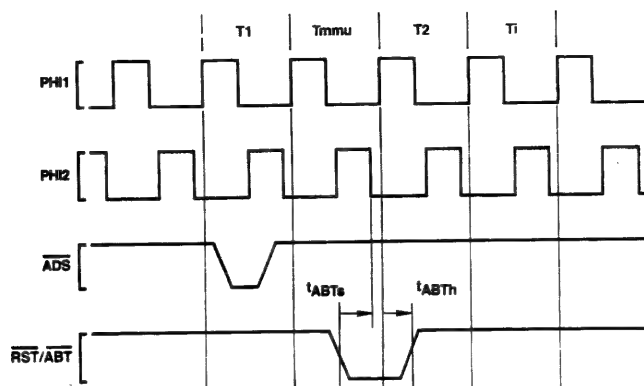 T1 Tmmu T2 Ti
PHI1
PHI2
ADS
tABTs tABTh
RST/ABT